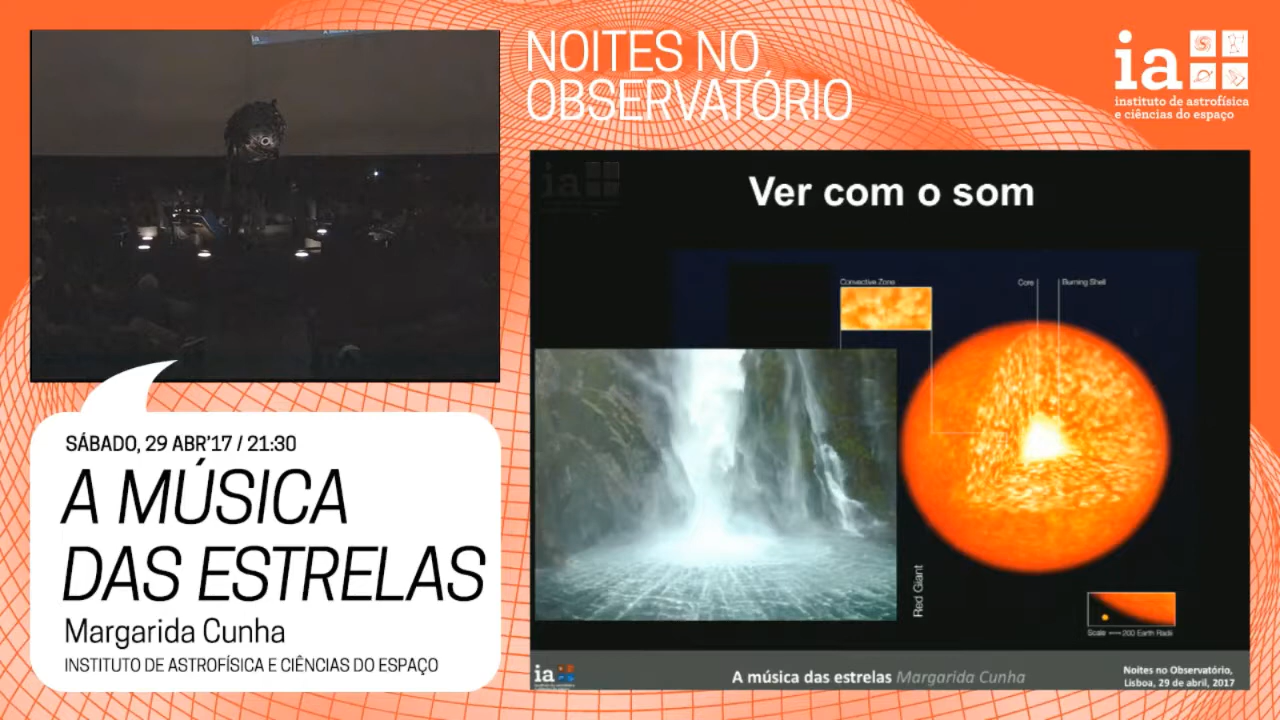 NOITES NO
OBSERVATÓRIO
ia
instituto de astrofísica
e ciências do espaço
SÁBADO, 29 ABR'17 / 21:30
A MÚSICA
DAS ESTRELAS
Margarida Cunha
INSTITUTO DE ASTROFÍSICA E CIÊNCIAS DO ESPAÇO
ia
Ver com o som
Convective Zone
Core
Burning Shell
Red Giant
Scale 200 Earth Radii
ia
A música das estrelas Margarida Cunha
Noites no Observatório,
Lisboa, 29 de abril, 2017